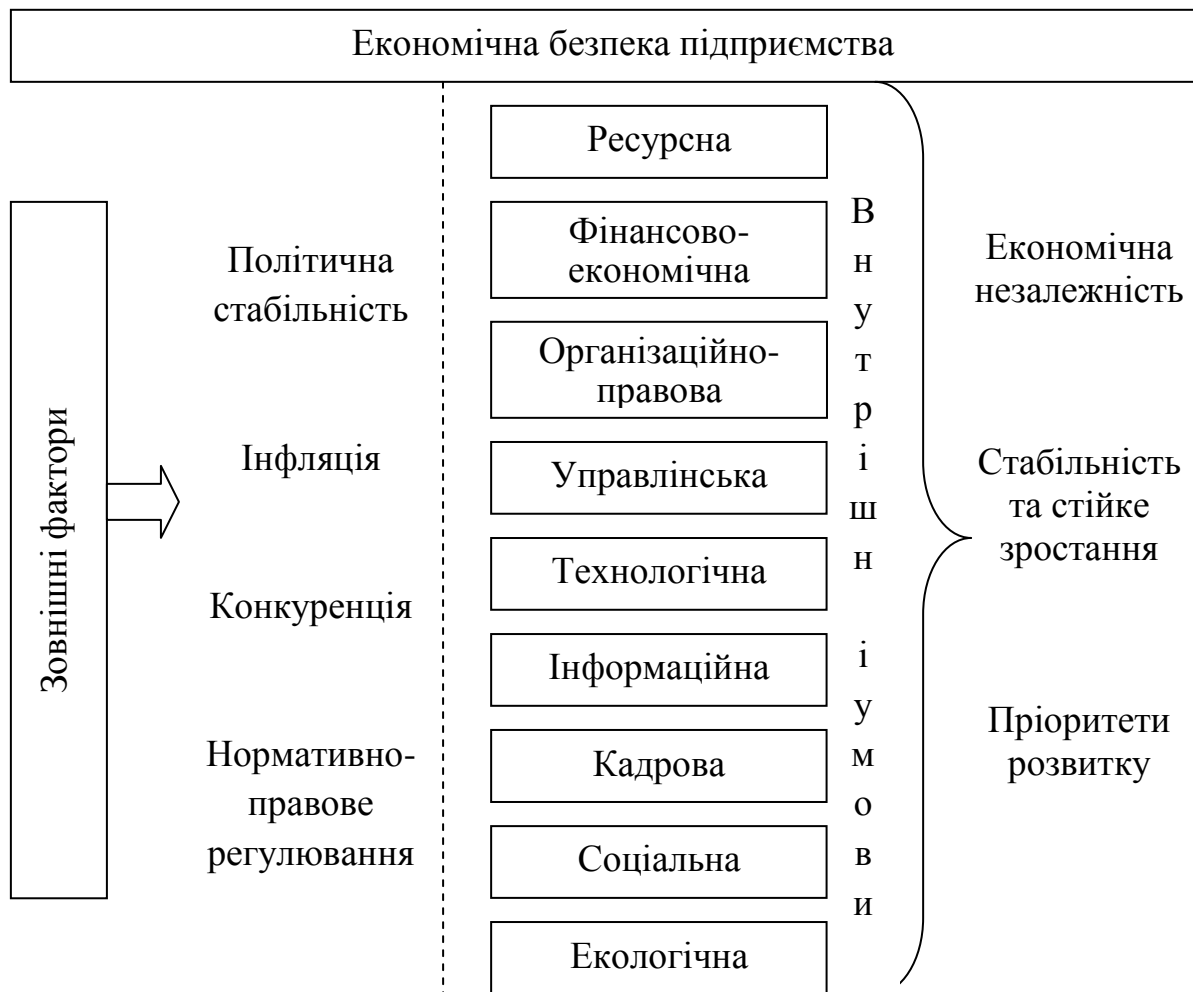 Економічна безпека підприємства
Зовнішні фактори
Політична
стабільність
Інфляція
Конкуренція
Нормативно-
правове
регулювання
Ресурсна
Фінансово-
економічна
Організаційно-
правова
Управлінська
Технологічна
Інформаційна
Кадрова
Соціальна
Екологічна
Внутрішні умови
Економічна
незалежність
Стабільність
та стійке
зростання
Пріоритети
розвитку